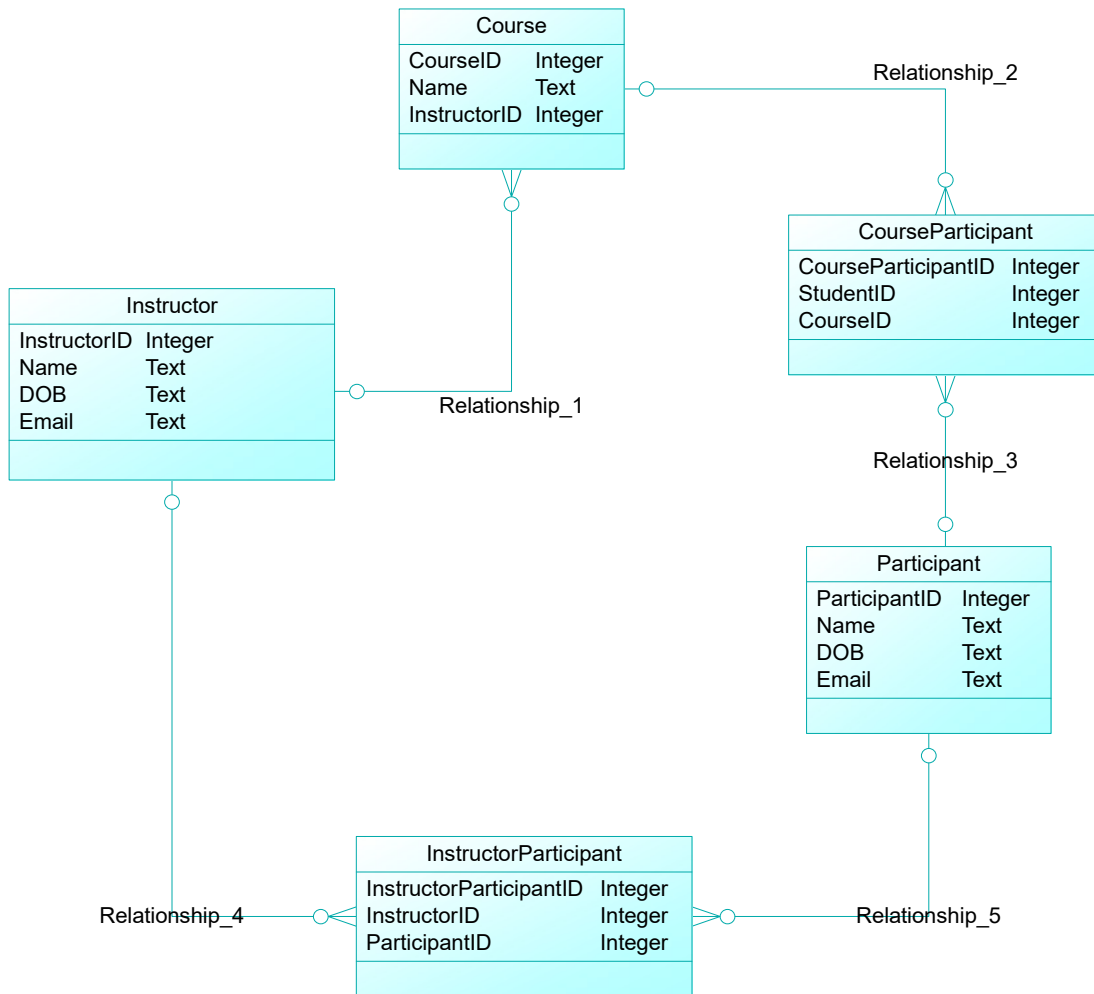 Course
CourseID Integer
Name Text
InstructorID Integer
Relationship_2
CourseParticipant
CourseParticipantID Integer
StudentID Integer
CourseID Integer
Instructor
InstructorID Integer
Name Text
DOB Text
Email Text
Relationship_1
Relationship_3
Participant
ParticipantID Integer
Name Text
DOB Text
Email Text
InstructorParticipant
InstructorParticipantID Integer
InstructorID Integer
ParticipantID Integer
Relationship_4
Relationship_5